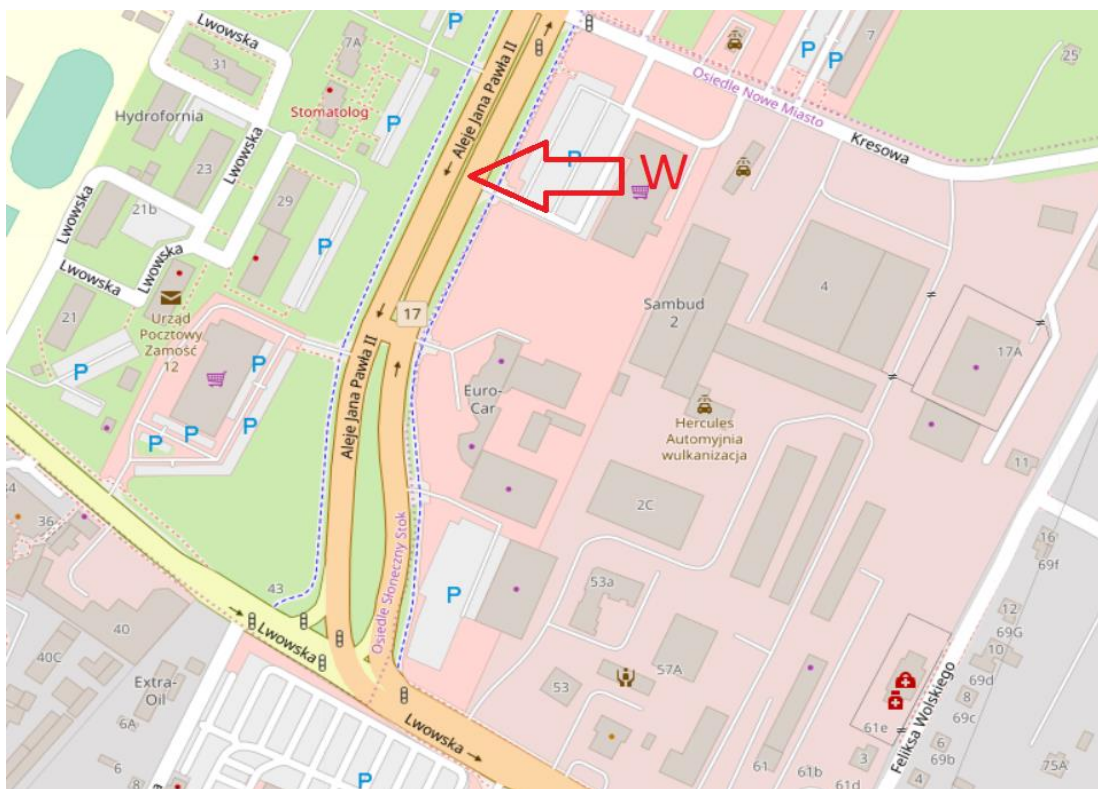 Lwowska
31
7A
Hydrofornia
Stomatolog
P
P
Aleje Jana Pawła II
Osiedle Nowe Miasto
Kresowa
P
P
7
25
23
Lwowska
29
21b
Lwowska
Lwowska
Lwowska
P
P
W
21
Urząd
Pocztowy
Zamość
12
P
P
P
P
P
17
Aleje Jana Pawła II
Euro-
Car
Sambud
2
4
17A
Hercules
Automyjnia
wulkanizacja
2C
11
34
36
43
40
40C
Lwowska
Extra-
Oil
6A
6
8
Osiedle Słoneczny Stok
P
53a
53
57A
Lwowska
P
61
61b
61d
61e
3
Feliksa Wolskiego
16
69f
12
69G
10
69d
8
69c
6
69b
4
75A